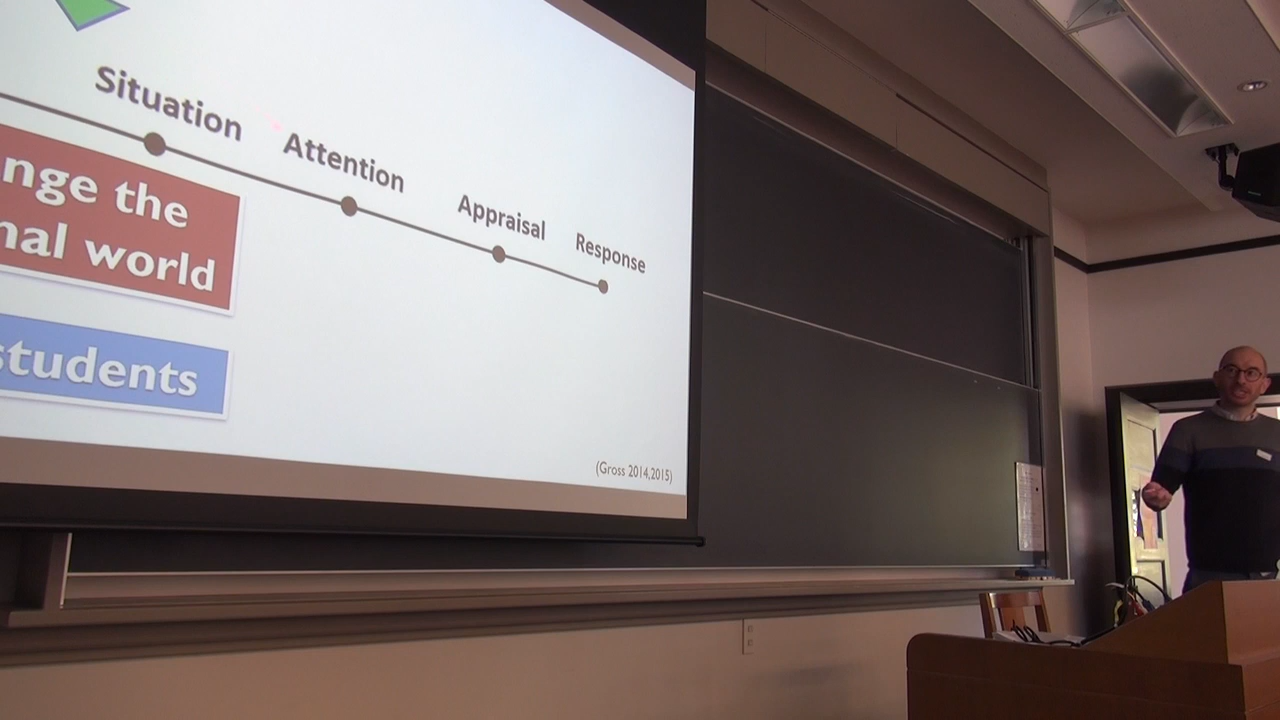 Situation
Attention
Appraisal
Response
nge the
nal world
students
(Gross 2014,2015)